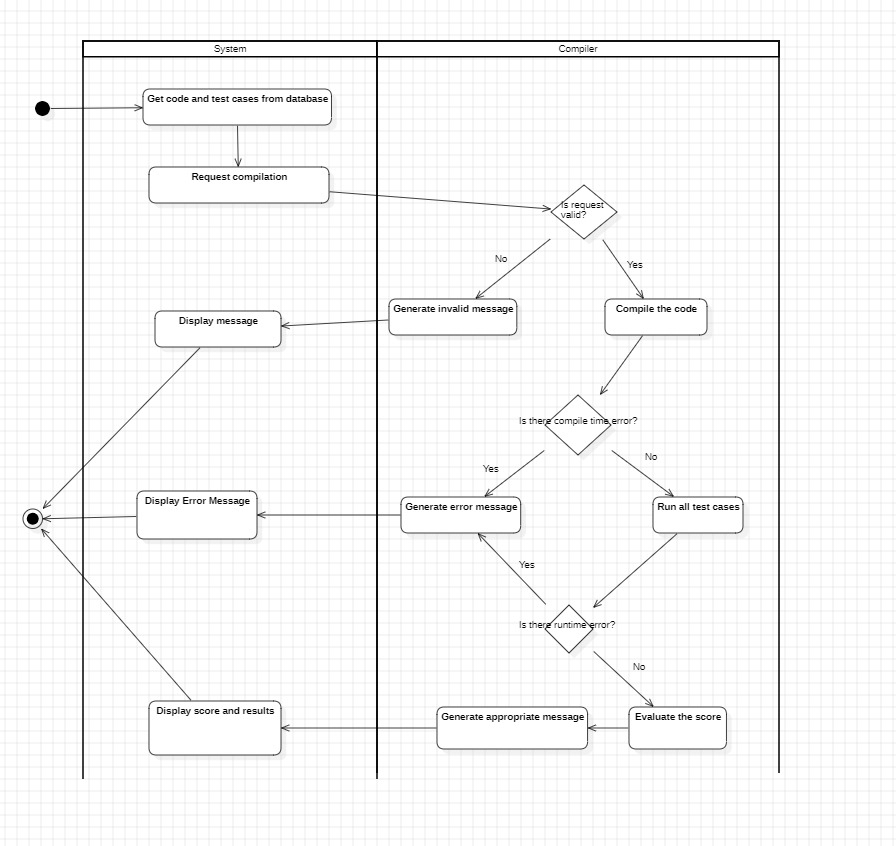 System
Compiler
Get code and test cases from database
Request compilation
Is request
valid?
No
Yes
Display message
Generate invalid message
Compile the code
Is there compile time error?
Yes
No
Display Error Message
Generate error message
Run all test cases
Yes
Is there runtime error?
No
Display score and results
Generate appropriate message
Evaluate the score